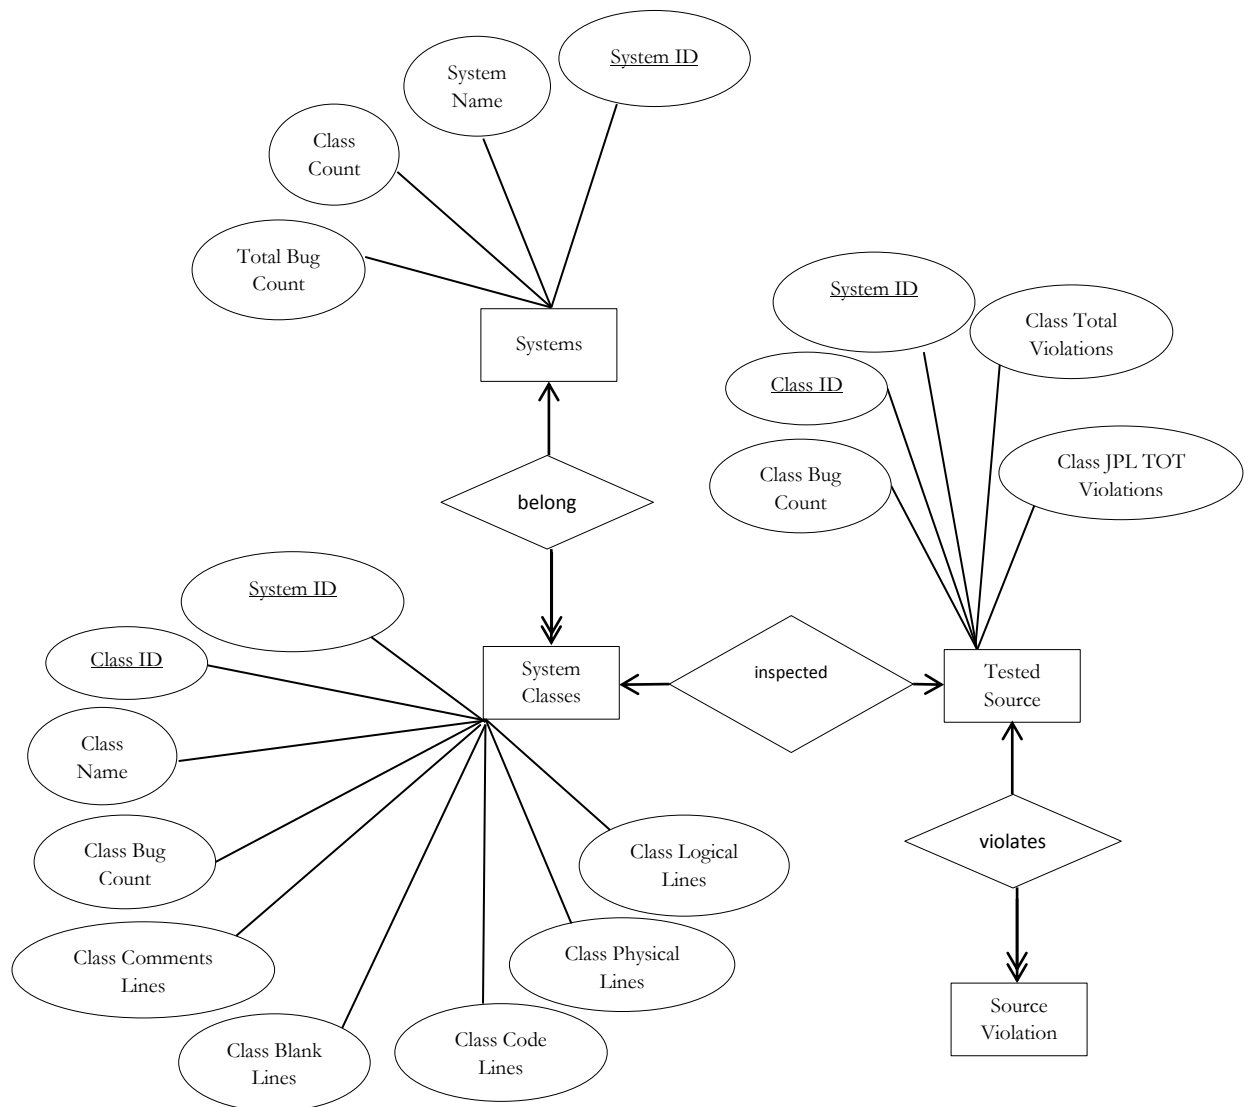 System ID
System
Name
Class
Count
Total Bug
Count
Systems
System ID
Class Total
Violations
Class ID
Class Bug
Count
Class JPL TOT
Violations
belong
System ID
Class ID
System
Classes
inspected
Tested
Source
Class
Name
Class Bug
Count
Class Logical
Lines
violates
Class Comments
Lines
Class Physical
Lines
Class Blank
Lines
Class Code
Lines
Source
Violation